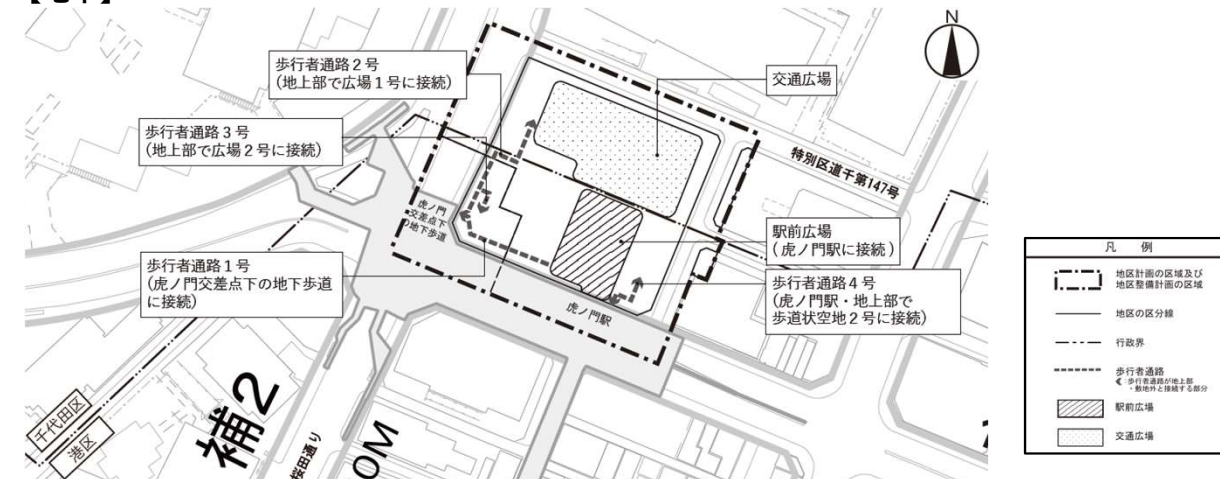 N
歩行者通路２号
(地上部で広場１号に接続)
交通広場
歩行者通路３号
(地上部で広場２号に接続)
特別区道千第147号
虎ノ門
交差点下
の地下歩道
駅前広場
(虎ノ門駅に接続)
歩行者通路１号
(虎ノ門交差点下の地下歩道
に接続)
歩行者通路４号
(虎ノ門駅・地上部で
歩道状空地２号に接続)
虎ノ門駅
千代田区
港区
補2
桜田通り
凡 例
地区計画の区域及び
地区整備計画の区域
地区の区分線
行政界
歩行者通路
:歩行者通路が地上部
・敷地外と接続する部分
駅前広場
交通広場